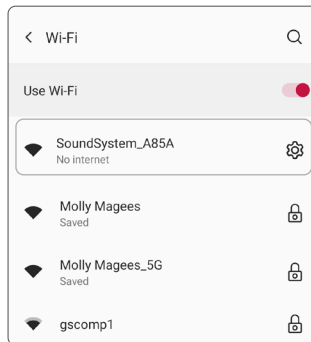 Wi-Fi
Use Wi-Fi
SoundSystem_A85A
No internet
Molly Magees
Saved
Molly Magees_5G
Saved
gscomp1